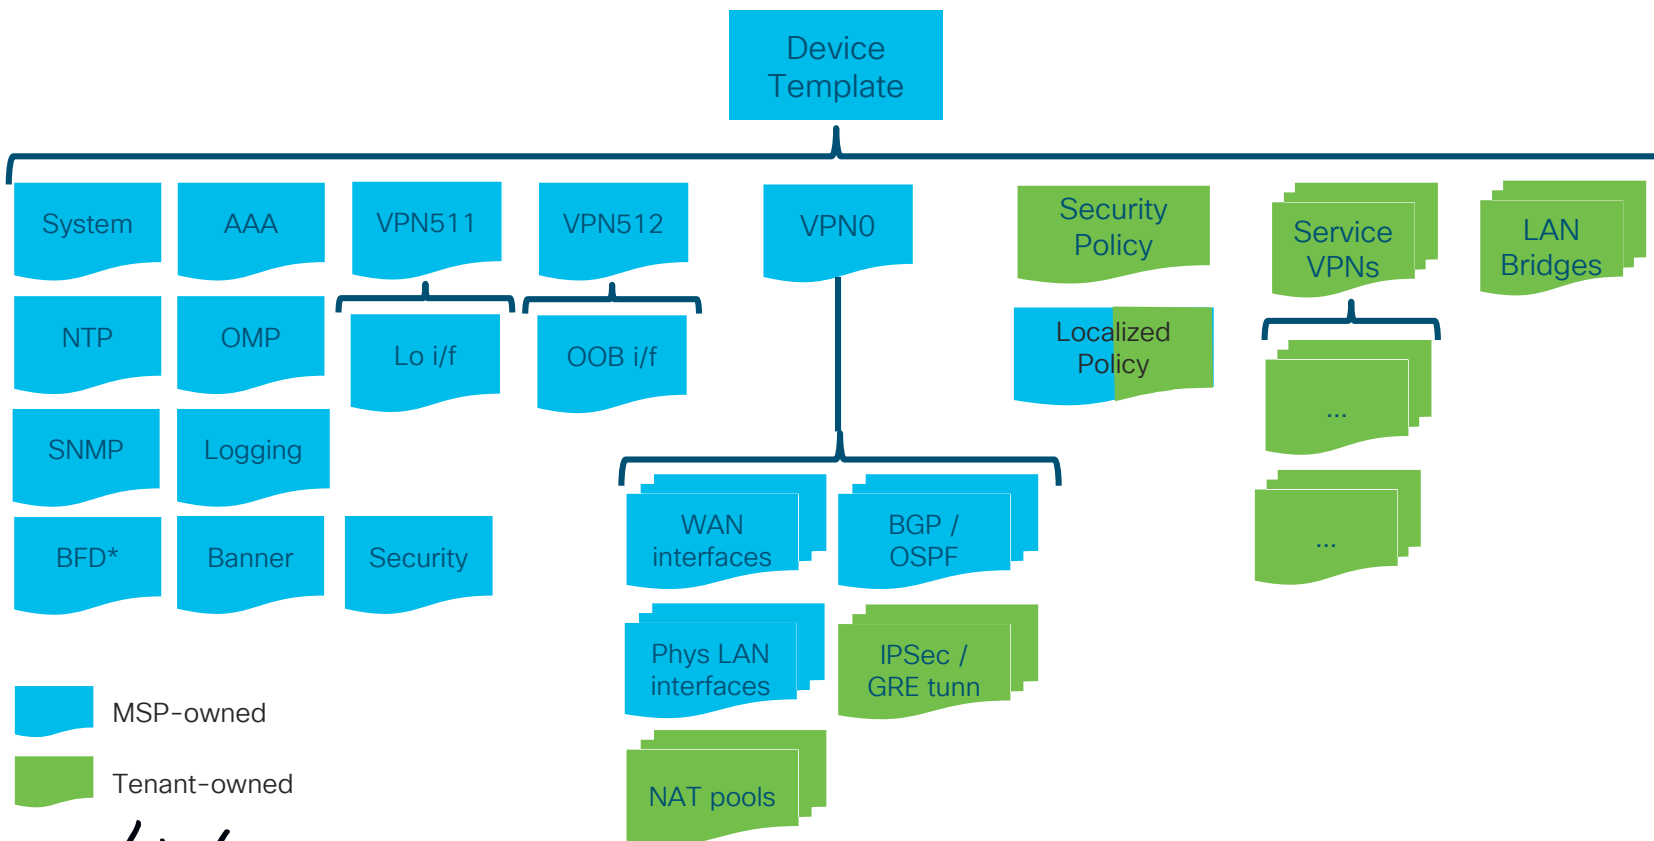 Device
Template
System
AAA
VPN511
VPN512
VPN0
Security
Policy
Service
VPNs
LAN
Bridges
NTP
OMP
Lo i/f
OOB i/f
Localized
Policy
...
SNMP
Logging
WAN
interfaces
BGP /
OSPF
...
BFD*
Banner
Security
Phys LAN
interfaces
IPSec /
GRE tunn
NAT pools
MSP-owned
Tenant-owned